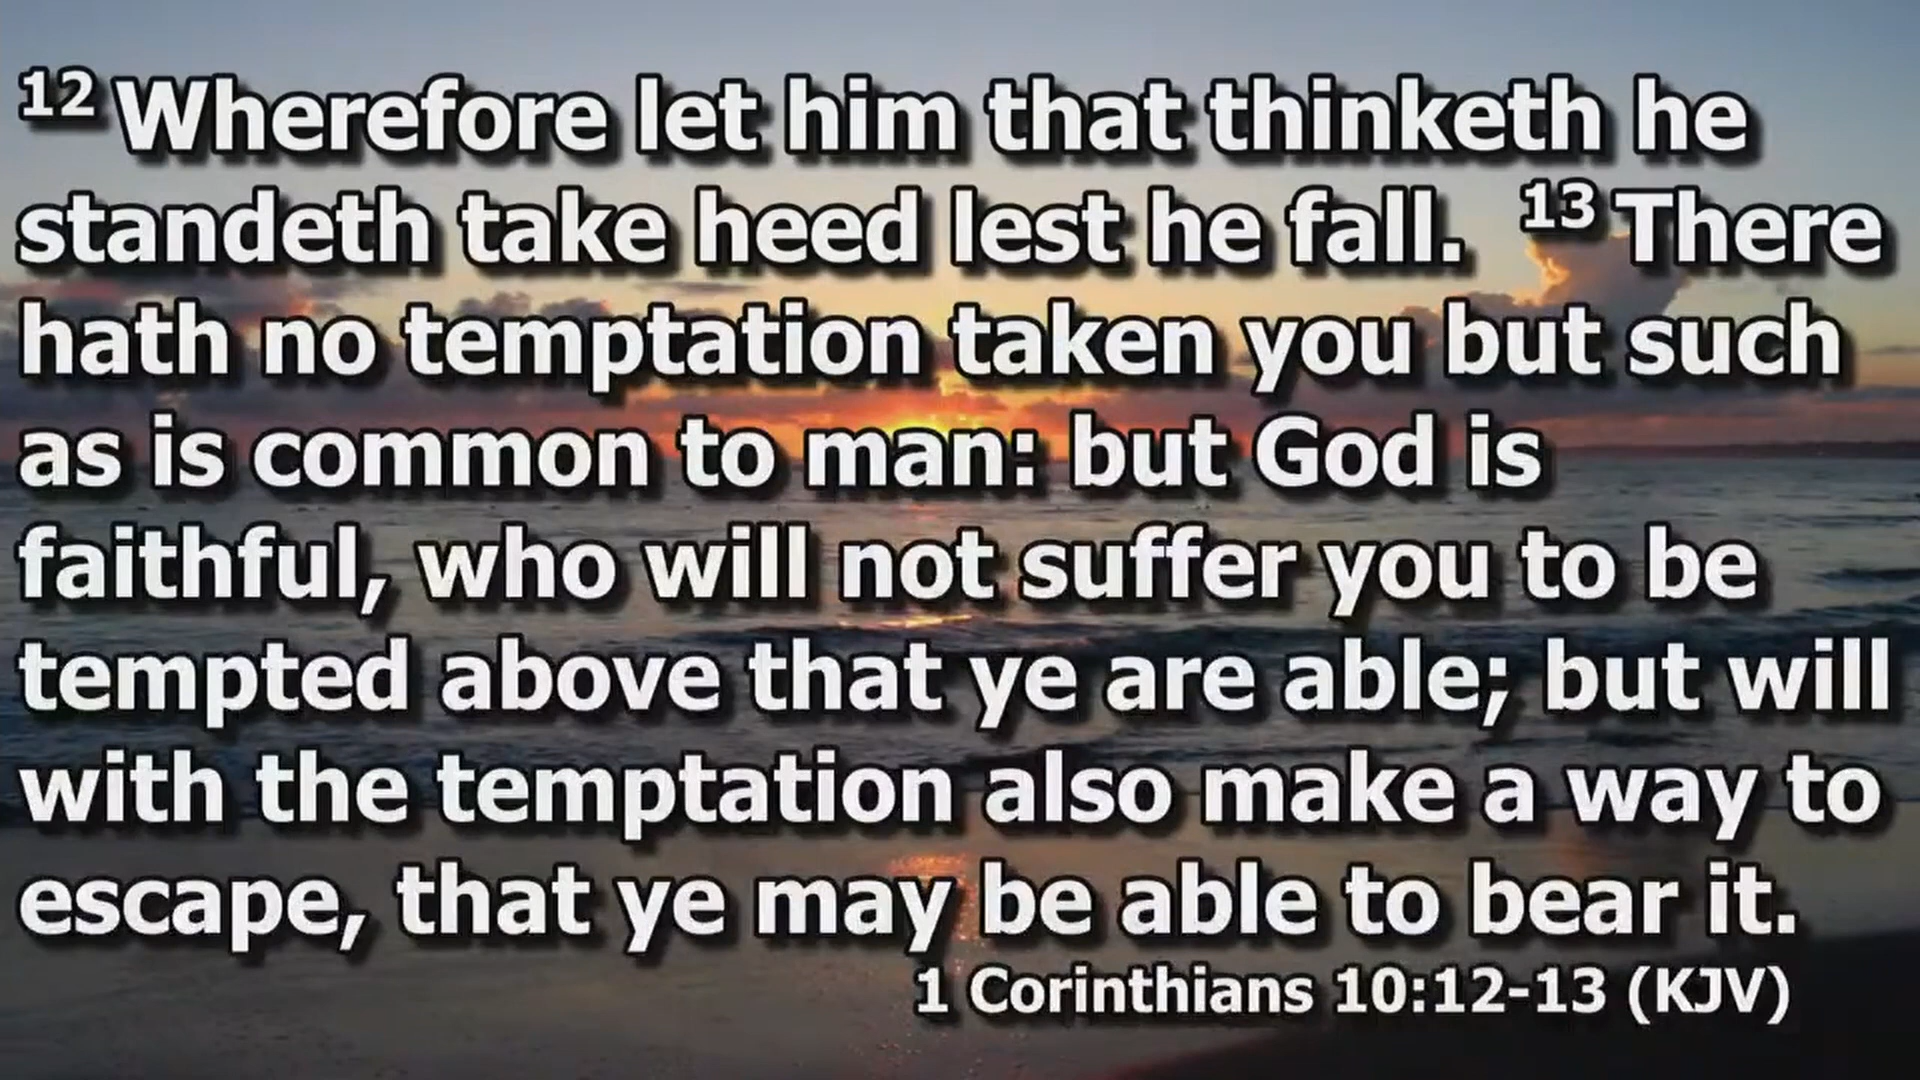 12 Wherefore let him that thinketh he
standeth take heed lest he fall. 13 There
hath no temptation taken you but such
as is common to man: but God is
faithful, who will not suffer you to be
tempted above that ye are able; but will
with the temptation also make a way to
escape, that ye may be able to bear it.
1 Corinthians 10:12-13 (KJV)